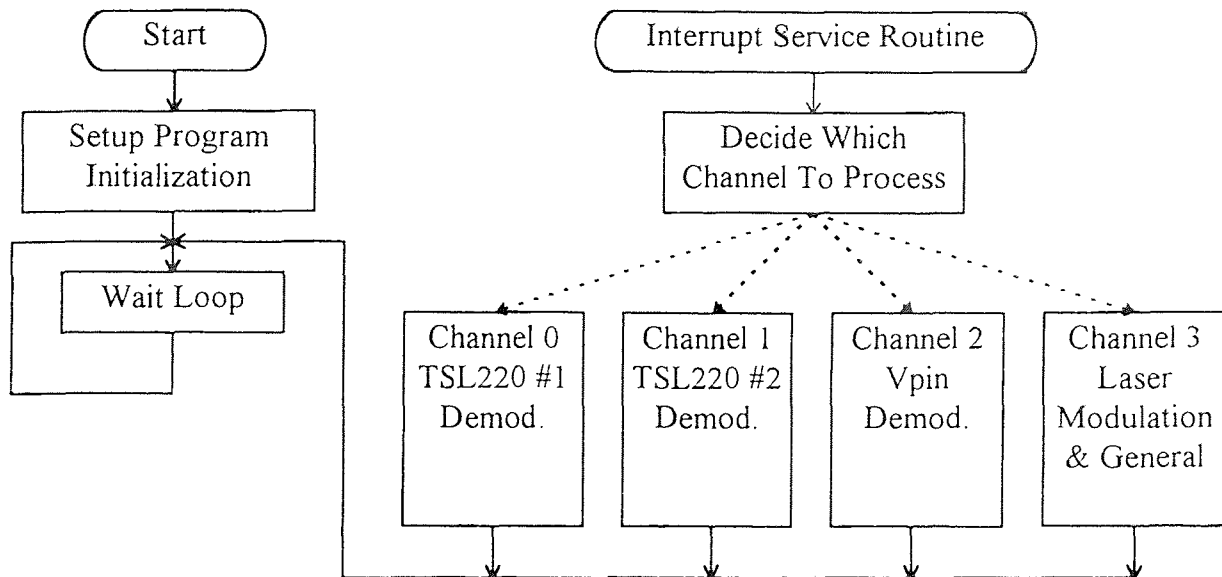 Start
Setup Program
Initialization
Wait Loop
Interrupt Service Routine
Decide Which
Channel To Process
Channel 0
TSL220 #1
Demod.
Channel 1
TSL220 #2
Demod.
Channel 2
Vpin
Demod.
Channel 3
Laser
Modulation
& General